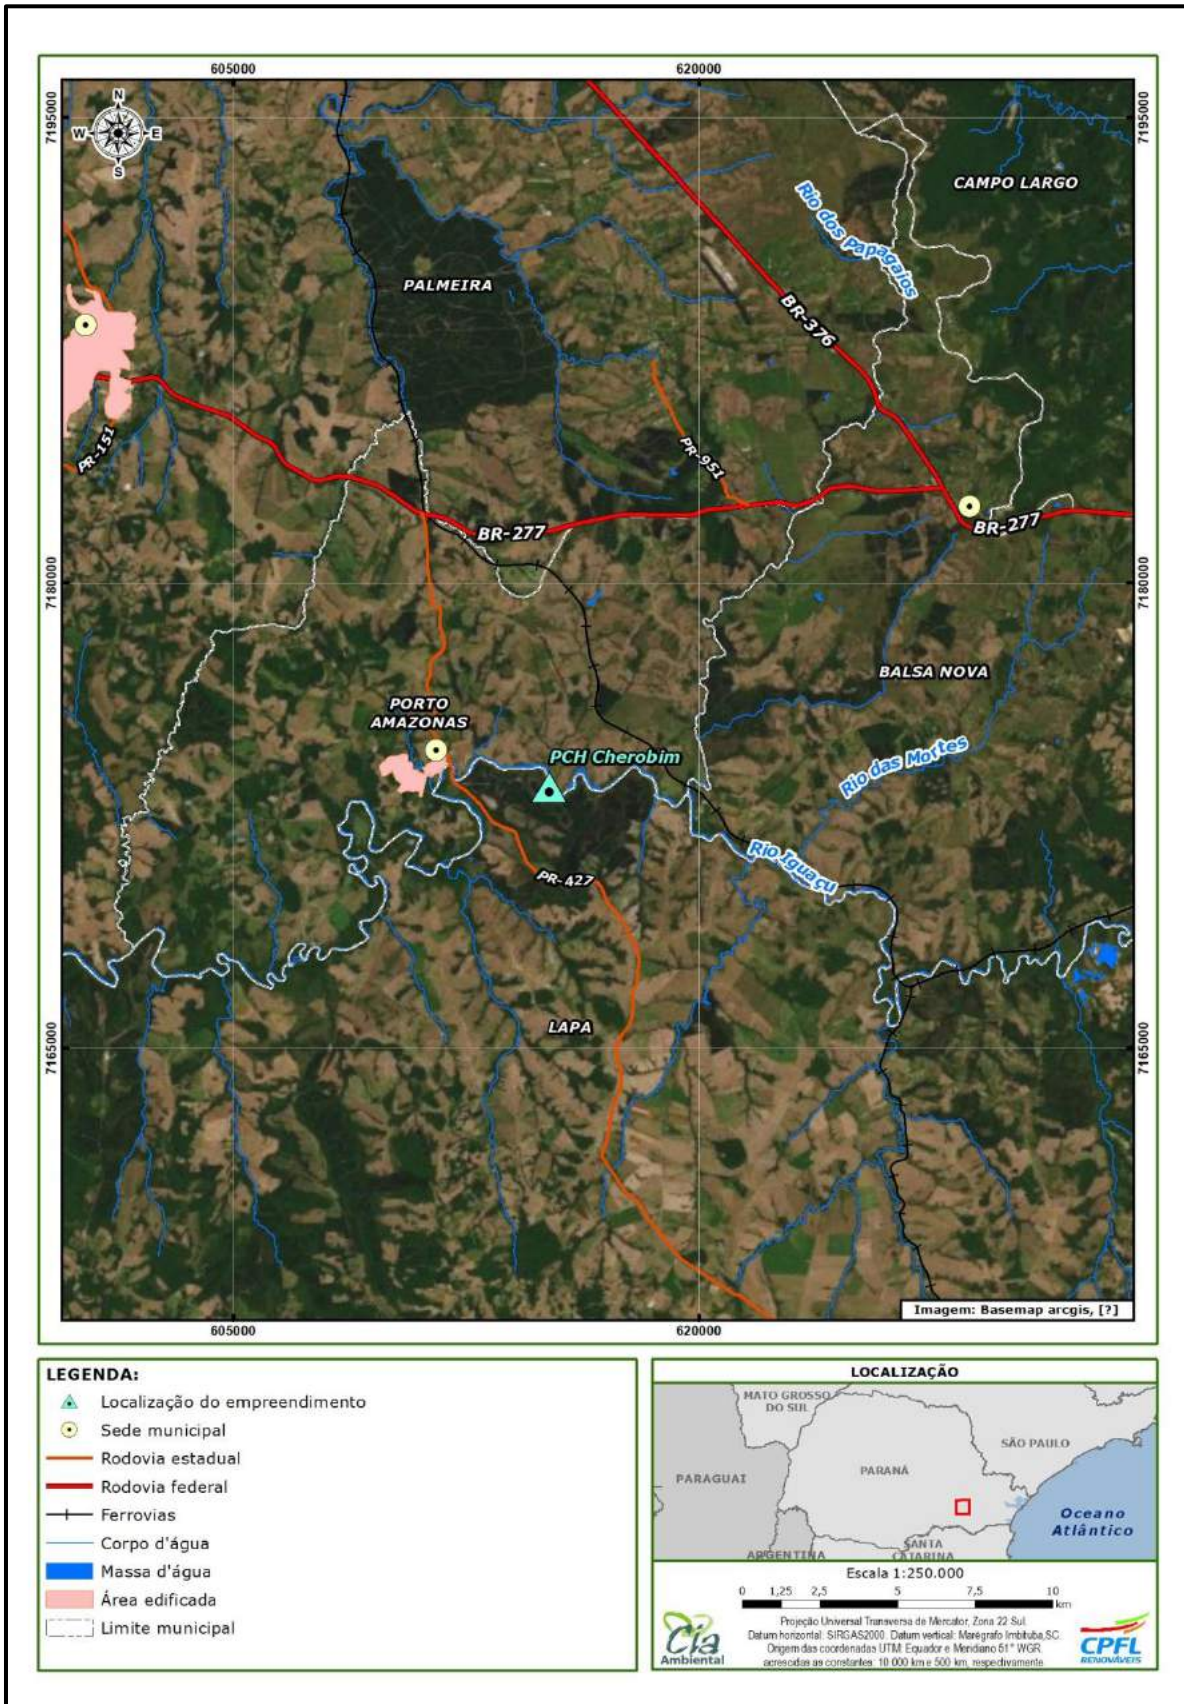 605000
620000
7195000
7195000
N
W
E
S
CAMPO LARGO
Rio dos Papagaios
PALMEIRA
BR-376
PR-151
PR-951
BR-277
BR-277
7180000
7180000
BALSA NOVA
PORTO
AMAZONAS
PCH Cherobim
Rio das Mortes
Rio Iguaçu
PR-427
LAPA
7165000
7165000
Imagem: Basemap arcgis, [?]
605000
620000
LEGENDA:
Localização do empreendimento
Sede municipal
Rodovia estadual
Rodovia federal
Ferrovias
Corpo d'água
Massa d'água
Área edificada
Limite municipal
LOCALIZAÇÃO
MATO GROSSO
DO SUL
SÃO PAULO
PARAGUAI
PARANÁ
Oceano
Atlântico
ARGENTINA
SANTA
CATARINA
Escala 1:250.000
0 1,25 2,5 5 7,5 10
km
Projeção Universal Transversa de Mercator, Zona 22 Sul.
Datum horizontal: SIRGAS2000. Datum vertical: Marégrafo Imbituba,SC.
Origem das coordenadas UTM: Equador e Meridiano 51° WGR,
acrescidas as constantes: 10.000 km e 500 km, respectivamente.
Cia
Ambiental
CPFL
RENOVÁVEIS